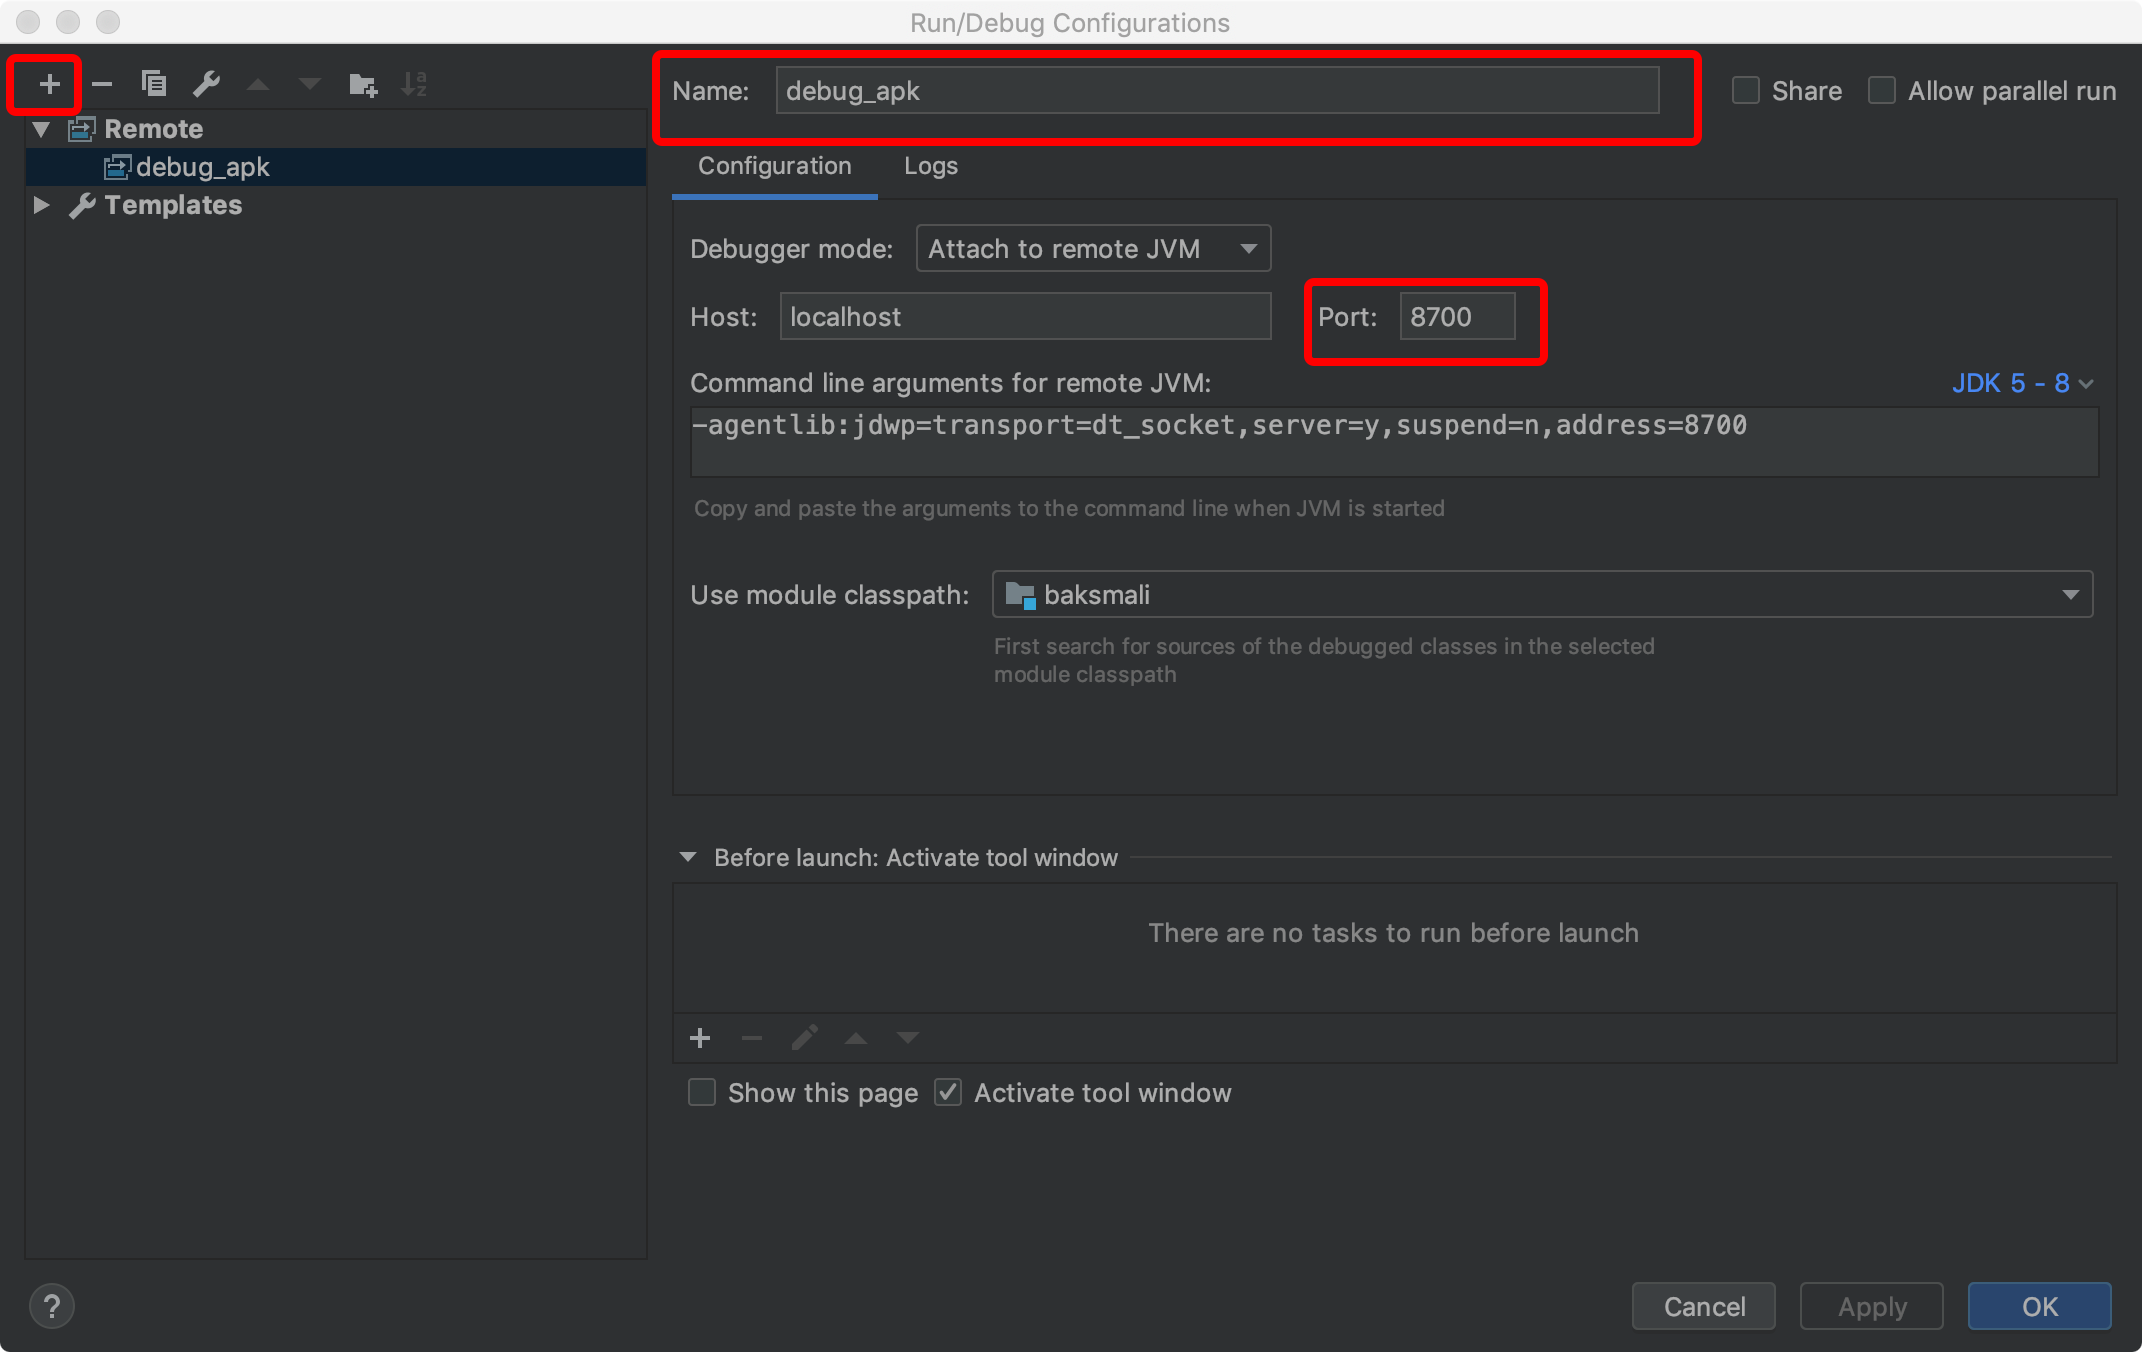 Run/Debug Configurations
Name: debug_apk
Share
Allow parallel run
Remote
debug_apk
Templates
Configuration
Logs
Debugger mode: Attach to remote JVM
Host: localhost
Port: 8700
Command line arguments for remote JVM:
JDK 5 - 8
-agentlib:jdwp=transport=dt_socket,server=y,suspend=n,address=8700
Copy and paste the arguments to the command line when JVM is started
Use module classpath: baksmali
First search for sources of the debugged classes in the selected
module classpath
Before launch: Activate tool window
There are no tasks to run before launch
Show this page
Activate tool window
?
Cancel
Apply
OK